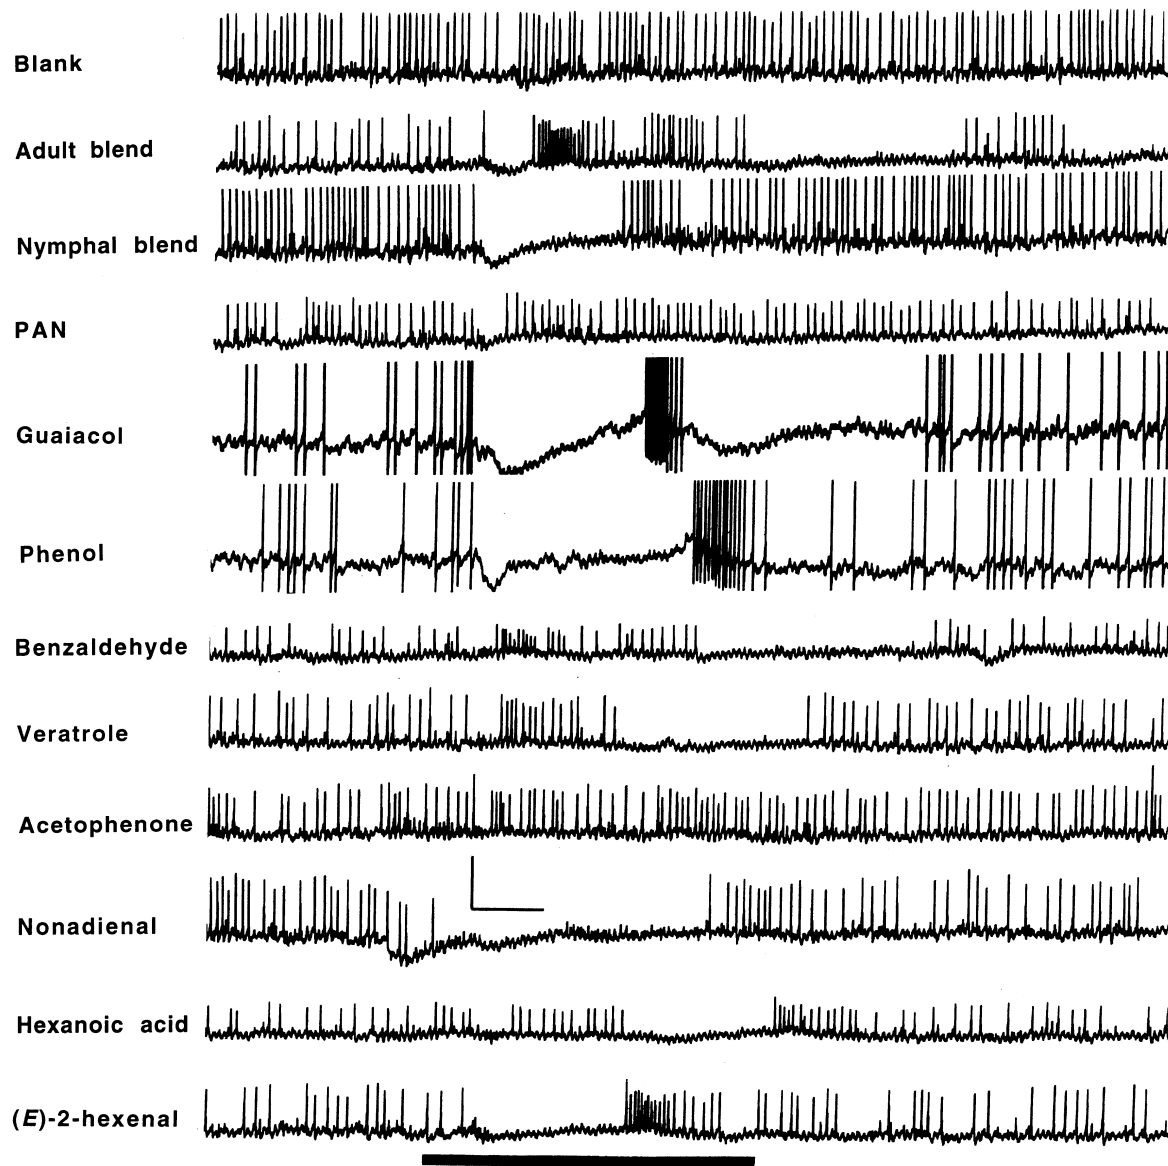 Blank
Adult blend
Nymphal blend
PAN
Guaiacol
Phenol
Benzaldehyde
Veratrole
Acetophenone
Nonadienal
Hexanoic acid
(E)-2-hexenal